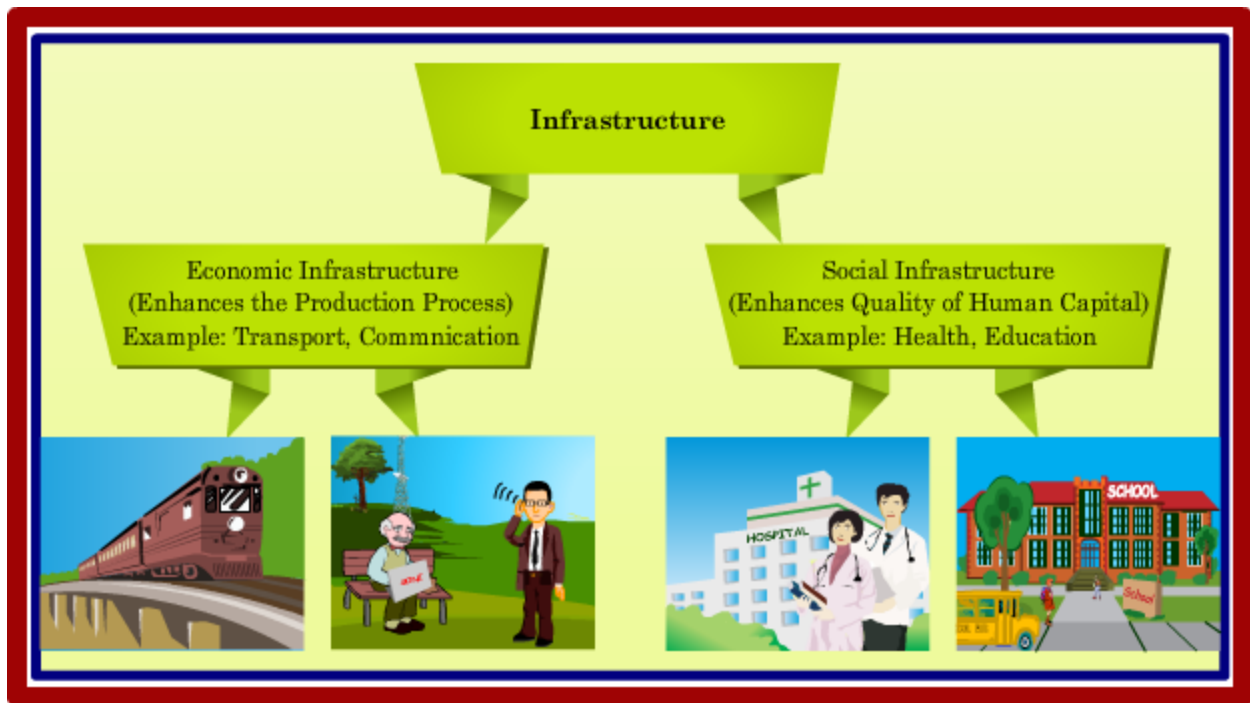 Infrastructure
Economic Infrastructure
(Enhances the Production Process)
Example: Transport, Commnication
Social Infrastructure
(Enhances Quality of Human Capital)
Example: Health, Education
HOSPITAL
SCHOOL
School